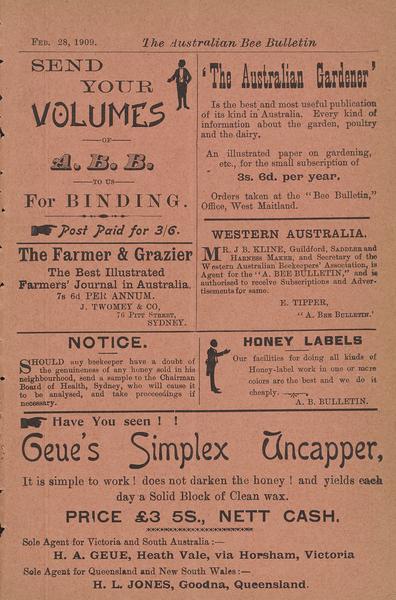 Feb. 28, 1909. The Australian Bee Bulletin
SEND
YOUR
VOLUMES
—OF—
A. B. B.
—TO US—
For BINDING.
Post Paid for 3/6.
The Farmer & Grazier
The Best Illustrated
Farmers' Journal in Australia.
7s 6d PER ANNUM.
J. TWOMEY & CO,
76 Pitt Street,
SYDNEY.
'The Australian Gardener'
Is the best and most useful publication
of its kind in Australia. Every kind of
information about the garden, poultry
and the dairy.
An illustrated paper on gardening,
etc., for the small subscription of
3s. 6d. per year.
Orders taken at the "Bee Bulletin,"
Office, West Maitland.
WESTERN AUSTRALIA.
MR. J. B. KLINE, Guildford, Saddler and
Harness Maker, and Secretary of the
Western Australian Beekeepers' Association, is
Agent for the "A. BEE BULLETIN," and is
authorised to receive Subscriptions and Adver-
tisements for same.
E. TIPPER,
"A. Bee Bulletin.'
NOTICE.
SHOULD any beekeeper have a doubt of
the genuineness of any honey sold in his
neighbourhood, send a sample to the Chairman
Board of Health, Sydney, who will cause it
to be analysed, and take proceedings if
necessary.
HONEY LABELS
Our facilities for doing all kinds of
Honey-label work in one or more
colors are the best and we do it
cheaply.
A. B. BULLETIN.
Have You seen ! !
Geue's Simplex Uncapper,
It is simple to work ! does not darken the honey ! and yields each
day a Solid Block of Clean wax.
PRICE £3 5S., NETT CASH.
Sole Agent for Victoria and South Australia :—
H. A. GEUE, Heath Vale, via Horsham, Victoria
Sole Agent for Queensland and New South Wales :—
H. L. JONES, Goodna, Queensland.